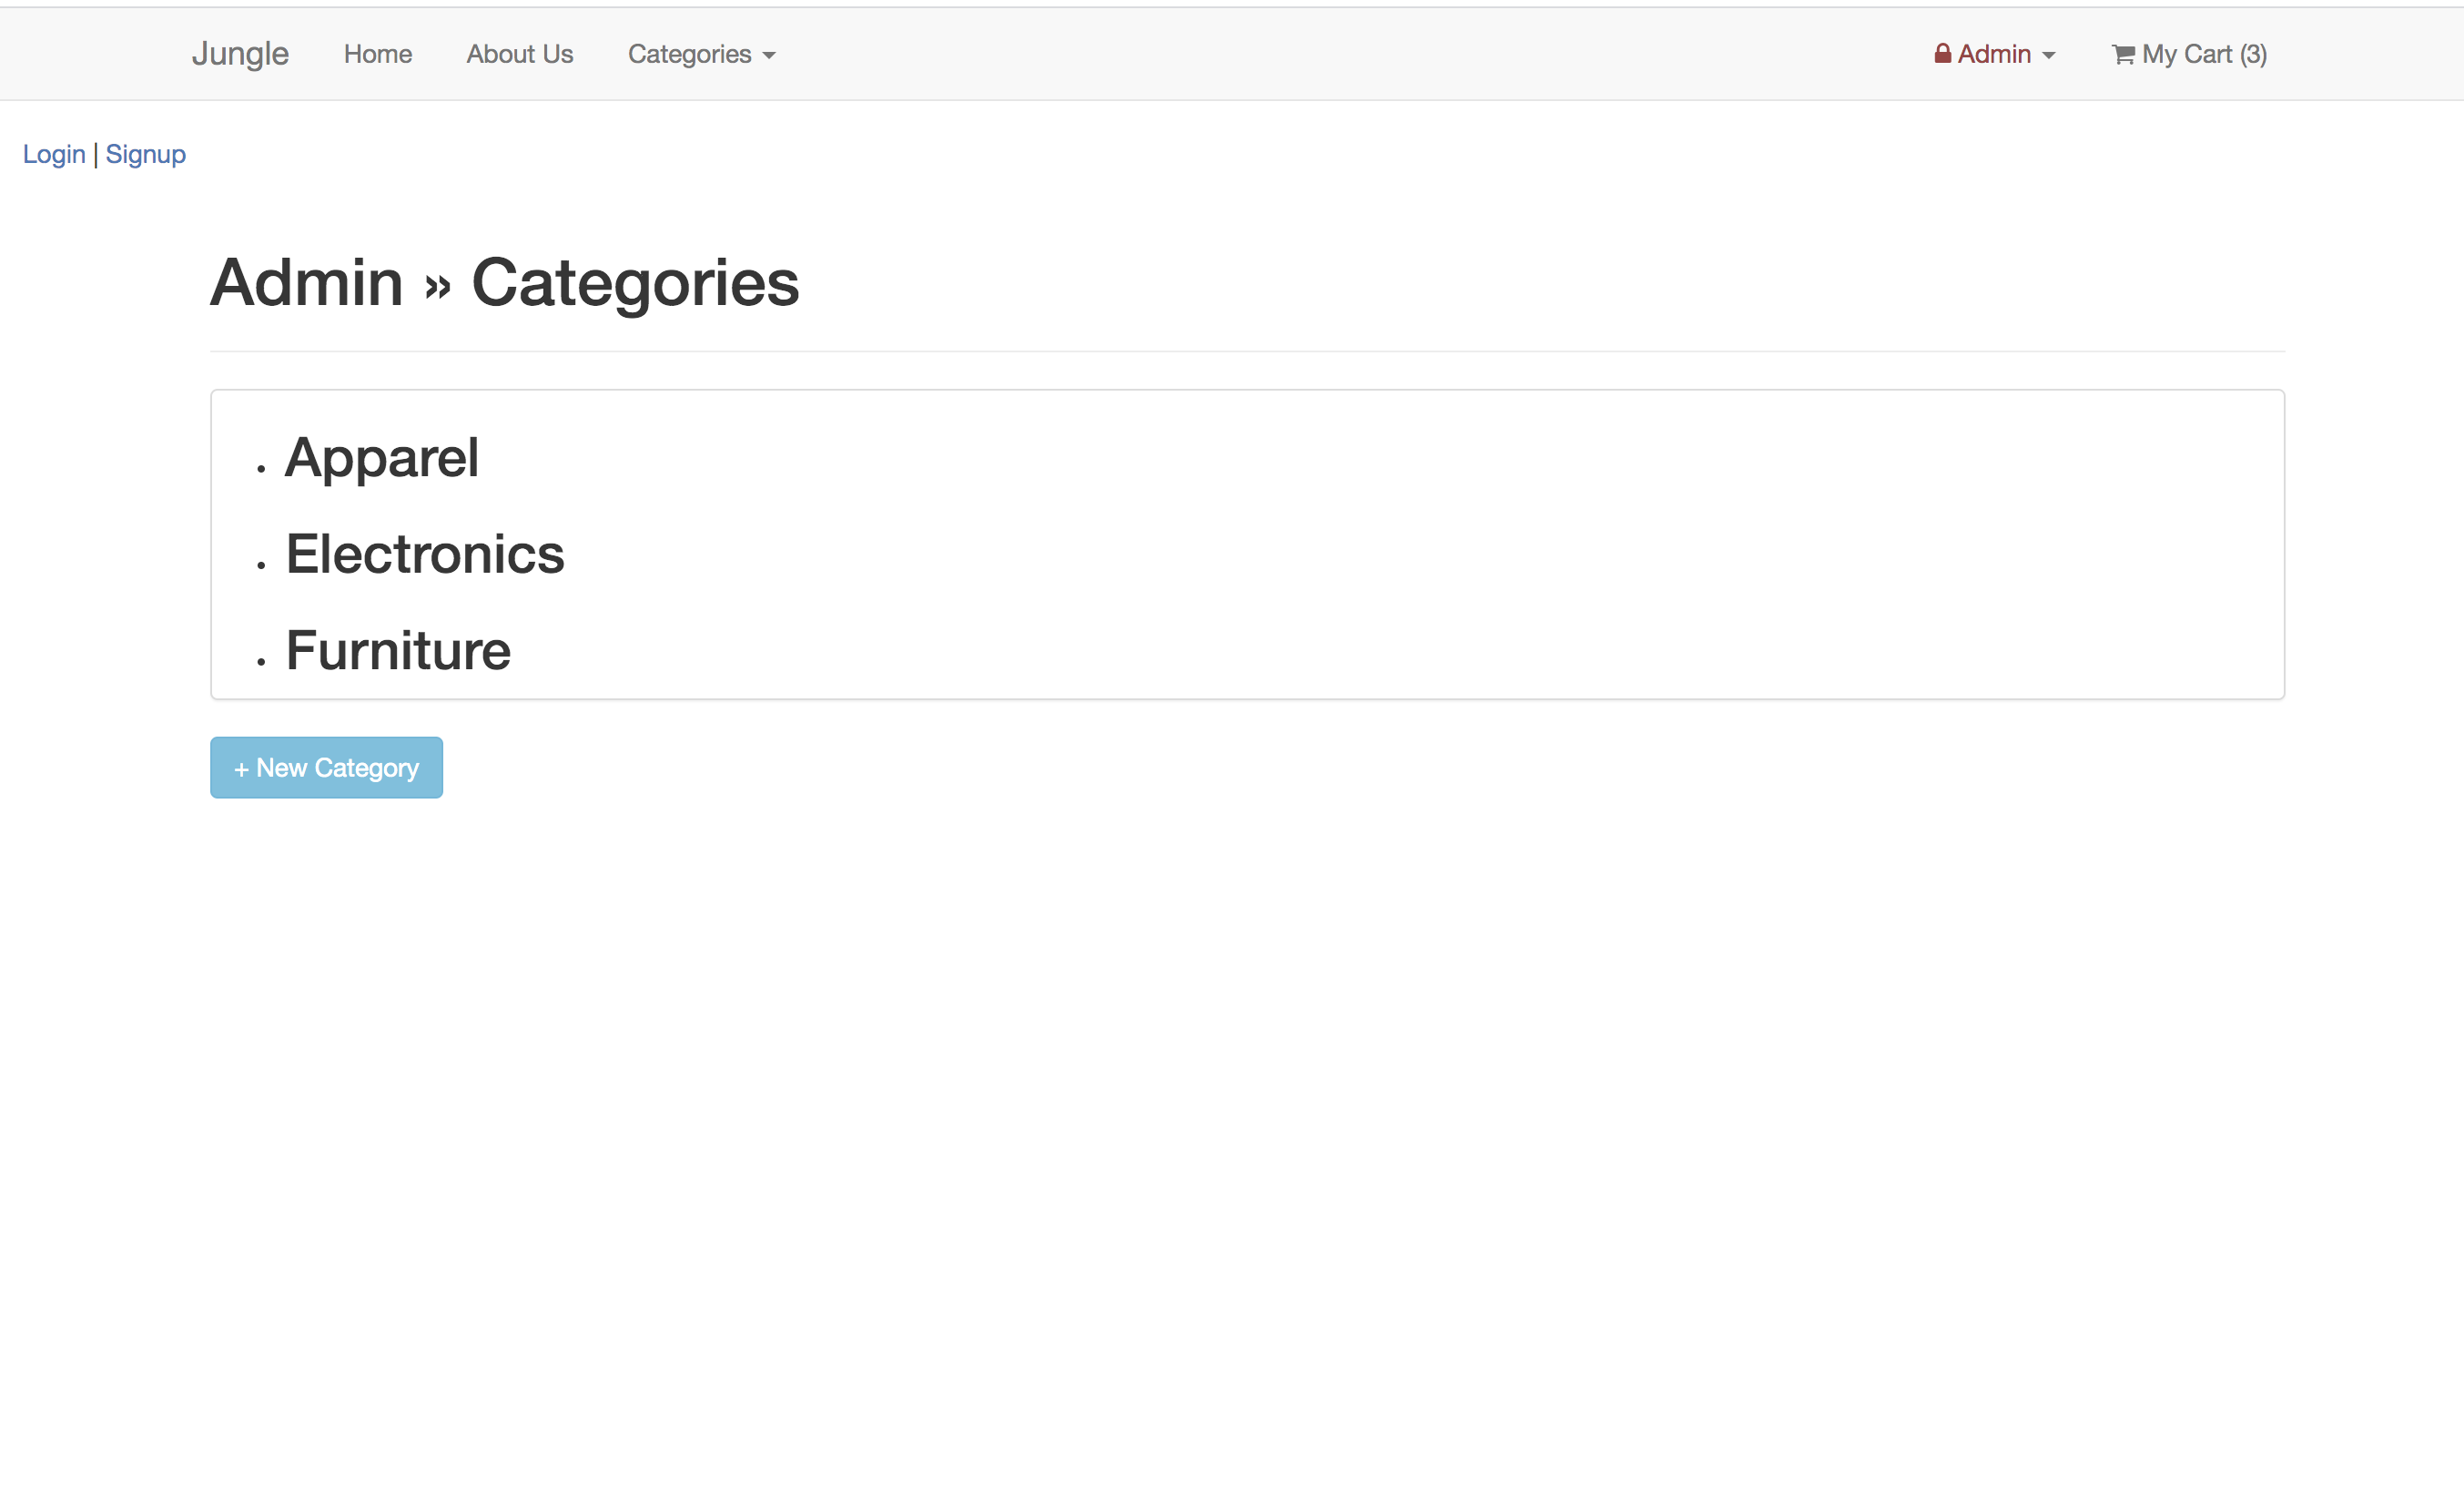 Jungle Home About Us Categories Admin My Cart (3)
Login | Signup
Admin » Categories
• Apparel
• Electronics
• Furniture
+ New Category